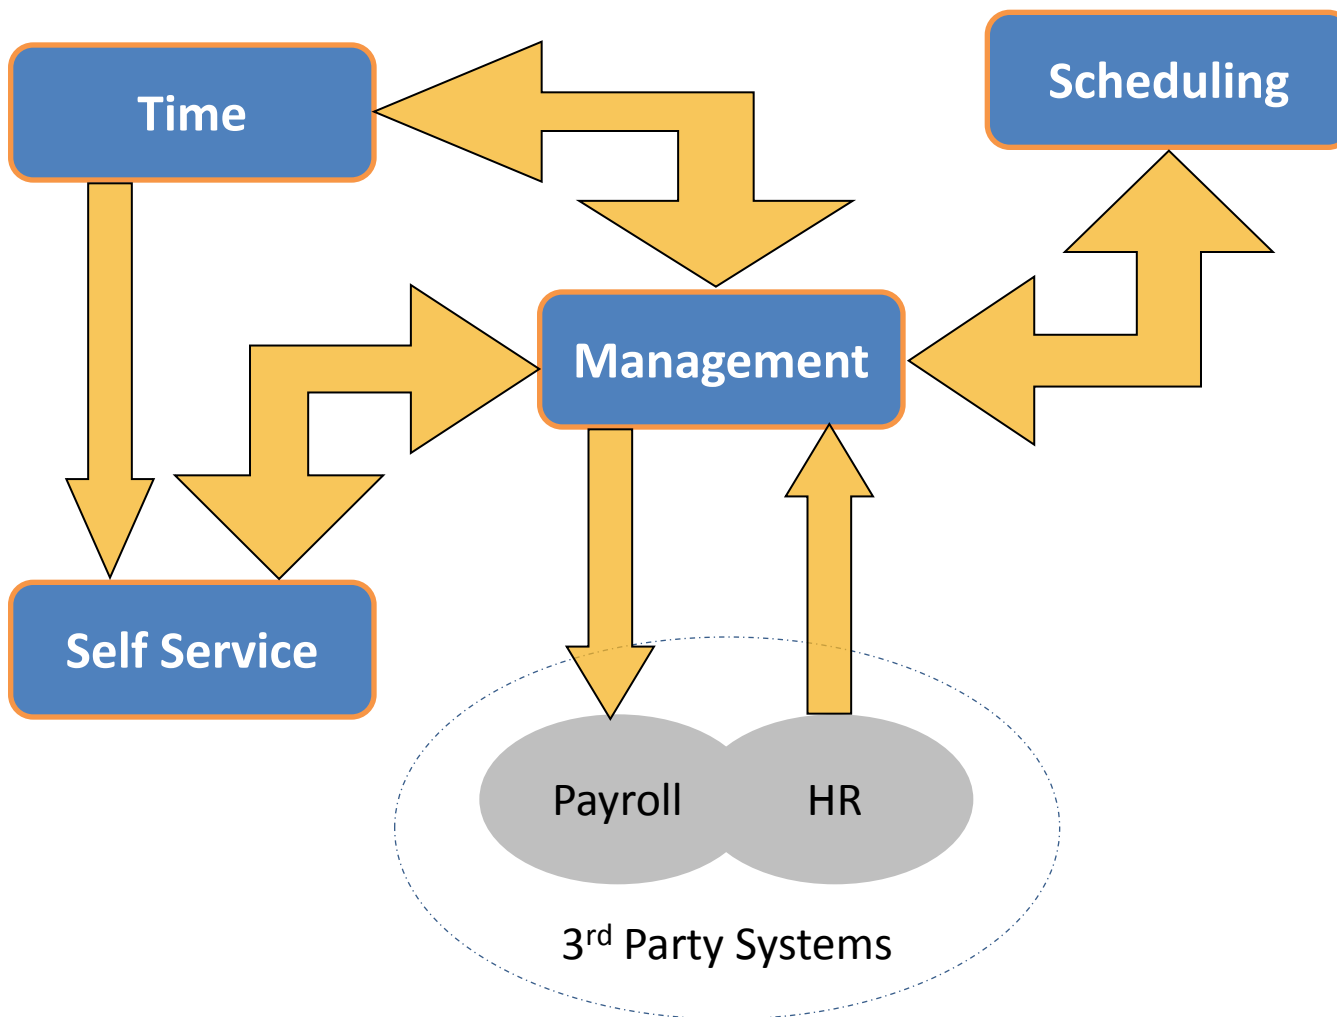 Time
Scheduling
Management
Self Service
Payroll
HR
3rd Party Systems